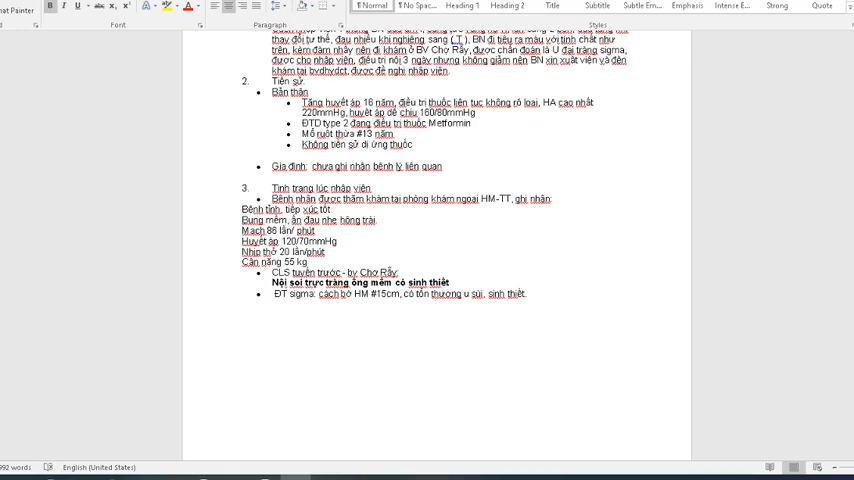 at Painter
B I U abc x₂ x² A A
Font
Paragraph
Styles
¶ Normal
¶ No Spac...
Heading 1
Heading 2
Title
Subtitle
Subtle Em...
Emphasis
Intense E...
Strong
Quote
thay đổi tư thế, đau nhiều khi nghiêng sang ( T ), BN đi tiêu ra máu với tính chất như
trên, kèm đàm nhầy nên đi khám ở BV Chợ Rẫy, được chẩn đoán là U đại tràng sigma,
được cho nhập viện, điều trị nội 3 ngày nhưng không giảm nên BN xin xuất viện và đến
khám tại bvdhydct, được đề nghị nhập viện.
2. Tiền sử:
• Bản thân
• Tăng huyết áp 16 năm, điều trị thuốc liên tục không rõ loại, HA cao nhất
220mmHg, huyết áp dễ chịu 160/80mmHg
• ĐTD type 2 đang điều trị thuốc Metformin
• Mổ ruột thừa #13 năm
• Không tiền sử dị ứng thuốc
• Gia đình: chưa ghi nhận bệnh lý liên quan
3. Tình trạng lúc nhập viện
• Bệnh nhân được thăm khám tại phòng khám ngoại HM-TT, ghi nhận:
Bệnh tỉnh, tiếp xúc tốt
Bụng mềm, ấn đau nhẹ hông trái.
Mạch 86 lần/ phút
Huyết áp 120/70mmHg
Nhịp thở 20 lần/phút
Cân nặng 55 kg
• CLS tuyến trước - bv Chợ Rẫy:
Nội soi trực tràng ống mềm có sinh thiết
• ĐT sigma: cách bờ HM #15cm, có tổn thương u sùi, sinh thiết.
992 words
English (United States)